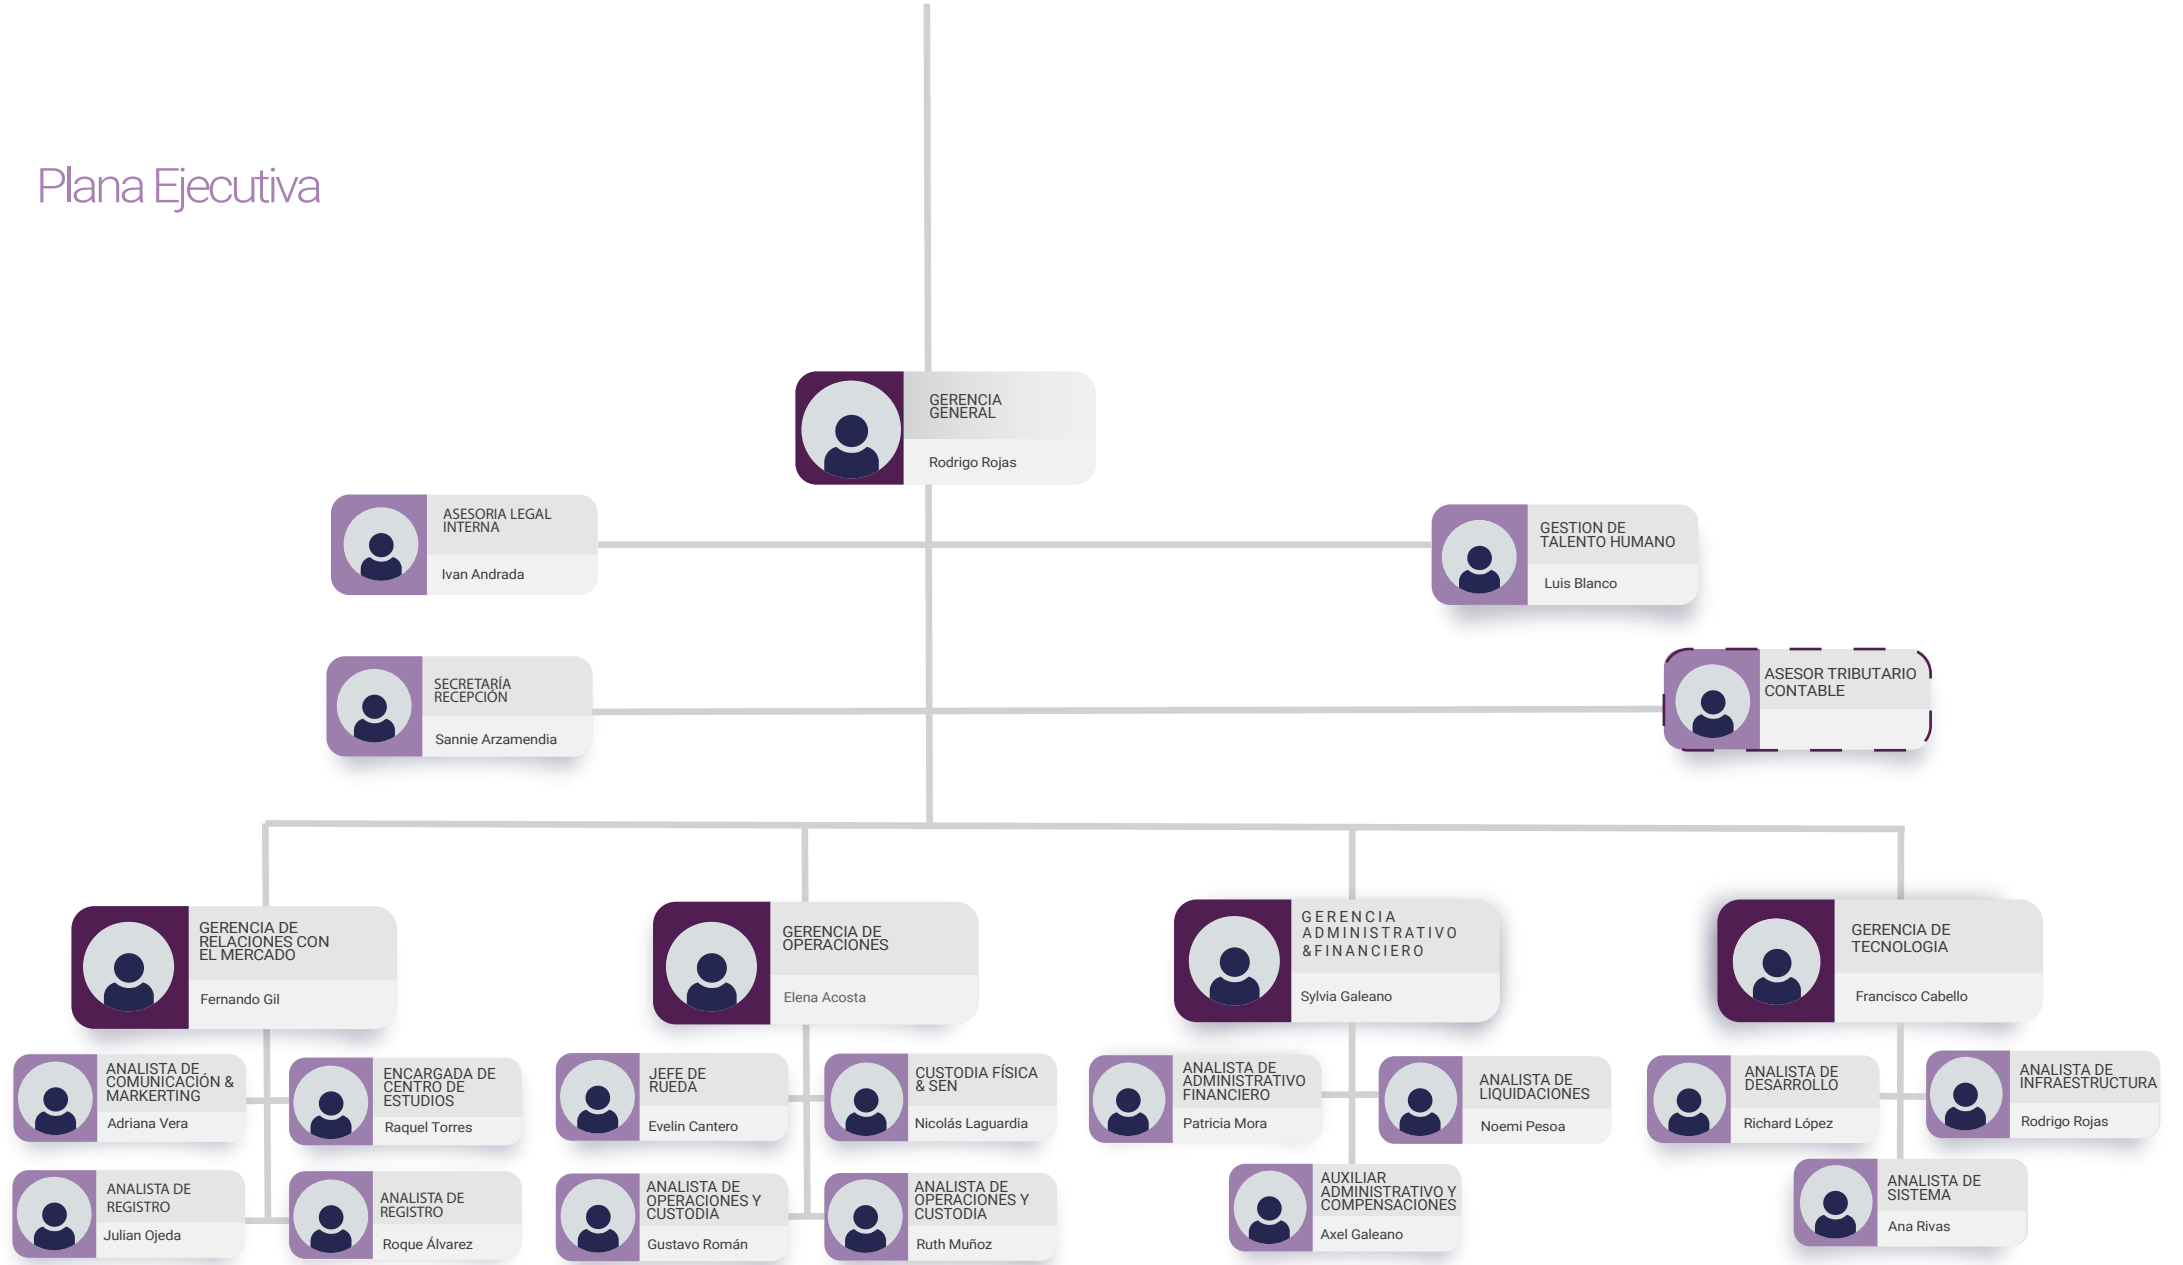 Plana Ejecutiva
GERENCIA
GENERAL
Rodrigo Rojas
ASESORIA LEGAL
INTERNA
Ivan Andrada
GESTION DE
TALENTO HUMANO
Luis Blanco
SECRETARÍA
RECEPCIÓN
Sannie Arzamendia
ASESOR TRIBUTARIO
CONTABLE
GERENCIA DE
RELACIONES CON
EL MERCADO
Fernando Gil
GERENCIA DE
OPERACIONES
Elena Acosta
GERENCIA
ADMINISTRATIVO
&FINANCIERO
Sylvia Galeano
GERENCIA DE
TECNOLOGIA
Francisco Cabello
ANALISTA DE
COMUNICACIÓN &
MARKERTING
Adriana Vera
ENCARGADA DE
CENTRO DE
ESTUDIOS
Raquel Torres
JEFE DE
RUEDA
Evelin Cantero
CUSTODIA FÍSICA
& SEN
Nicolás Laguardia
ANALISTA DE
ADMINISTRATIVO
FINANCIERO
Patricia Mora
ANALISTA DE
LIQUIDACIONES
Noemi Pesoa
ANALISTA DE
DESARROLLO
Richard López
ANALISTA DE
INFRAESTRUCTURA
Rodrigo Rojas
ANALISTA DE
REGISTRO
Julian Ojeda
ANALISTA DE
REGISTRO
Roque Álvarez
ANALISTA DE
OPERACIONES Y
CUSTODIA
Gustavo Román
ANALISTA DE
OPERACIONES Y
CUSTODIA
Ruth Muñoz
AUXILIAR
ADMINISTRATIVO Y
COMPENSACIONES
Axel Galeano
ANALISTA DE
SISTEMA
Ana Rivas